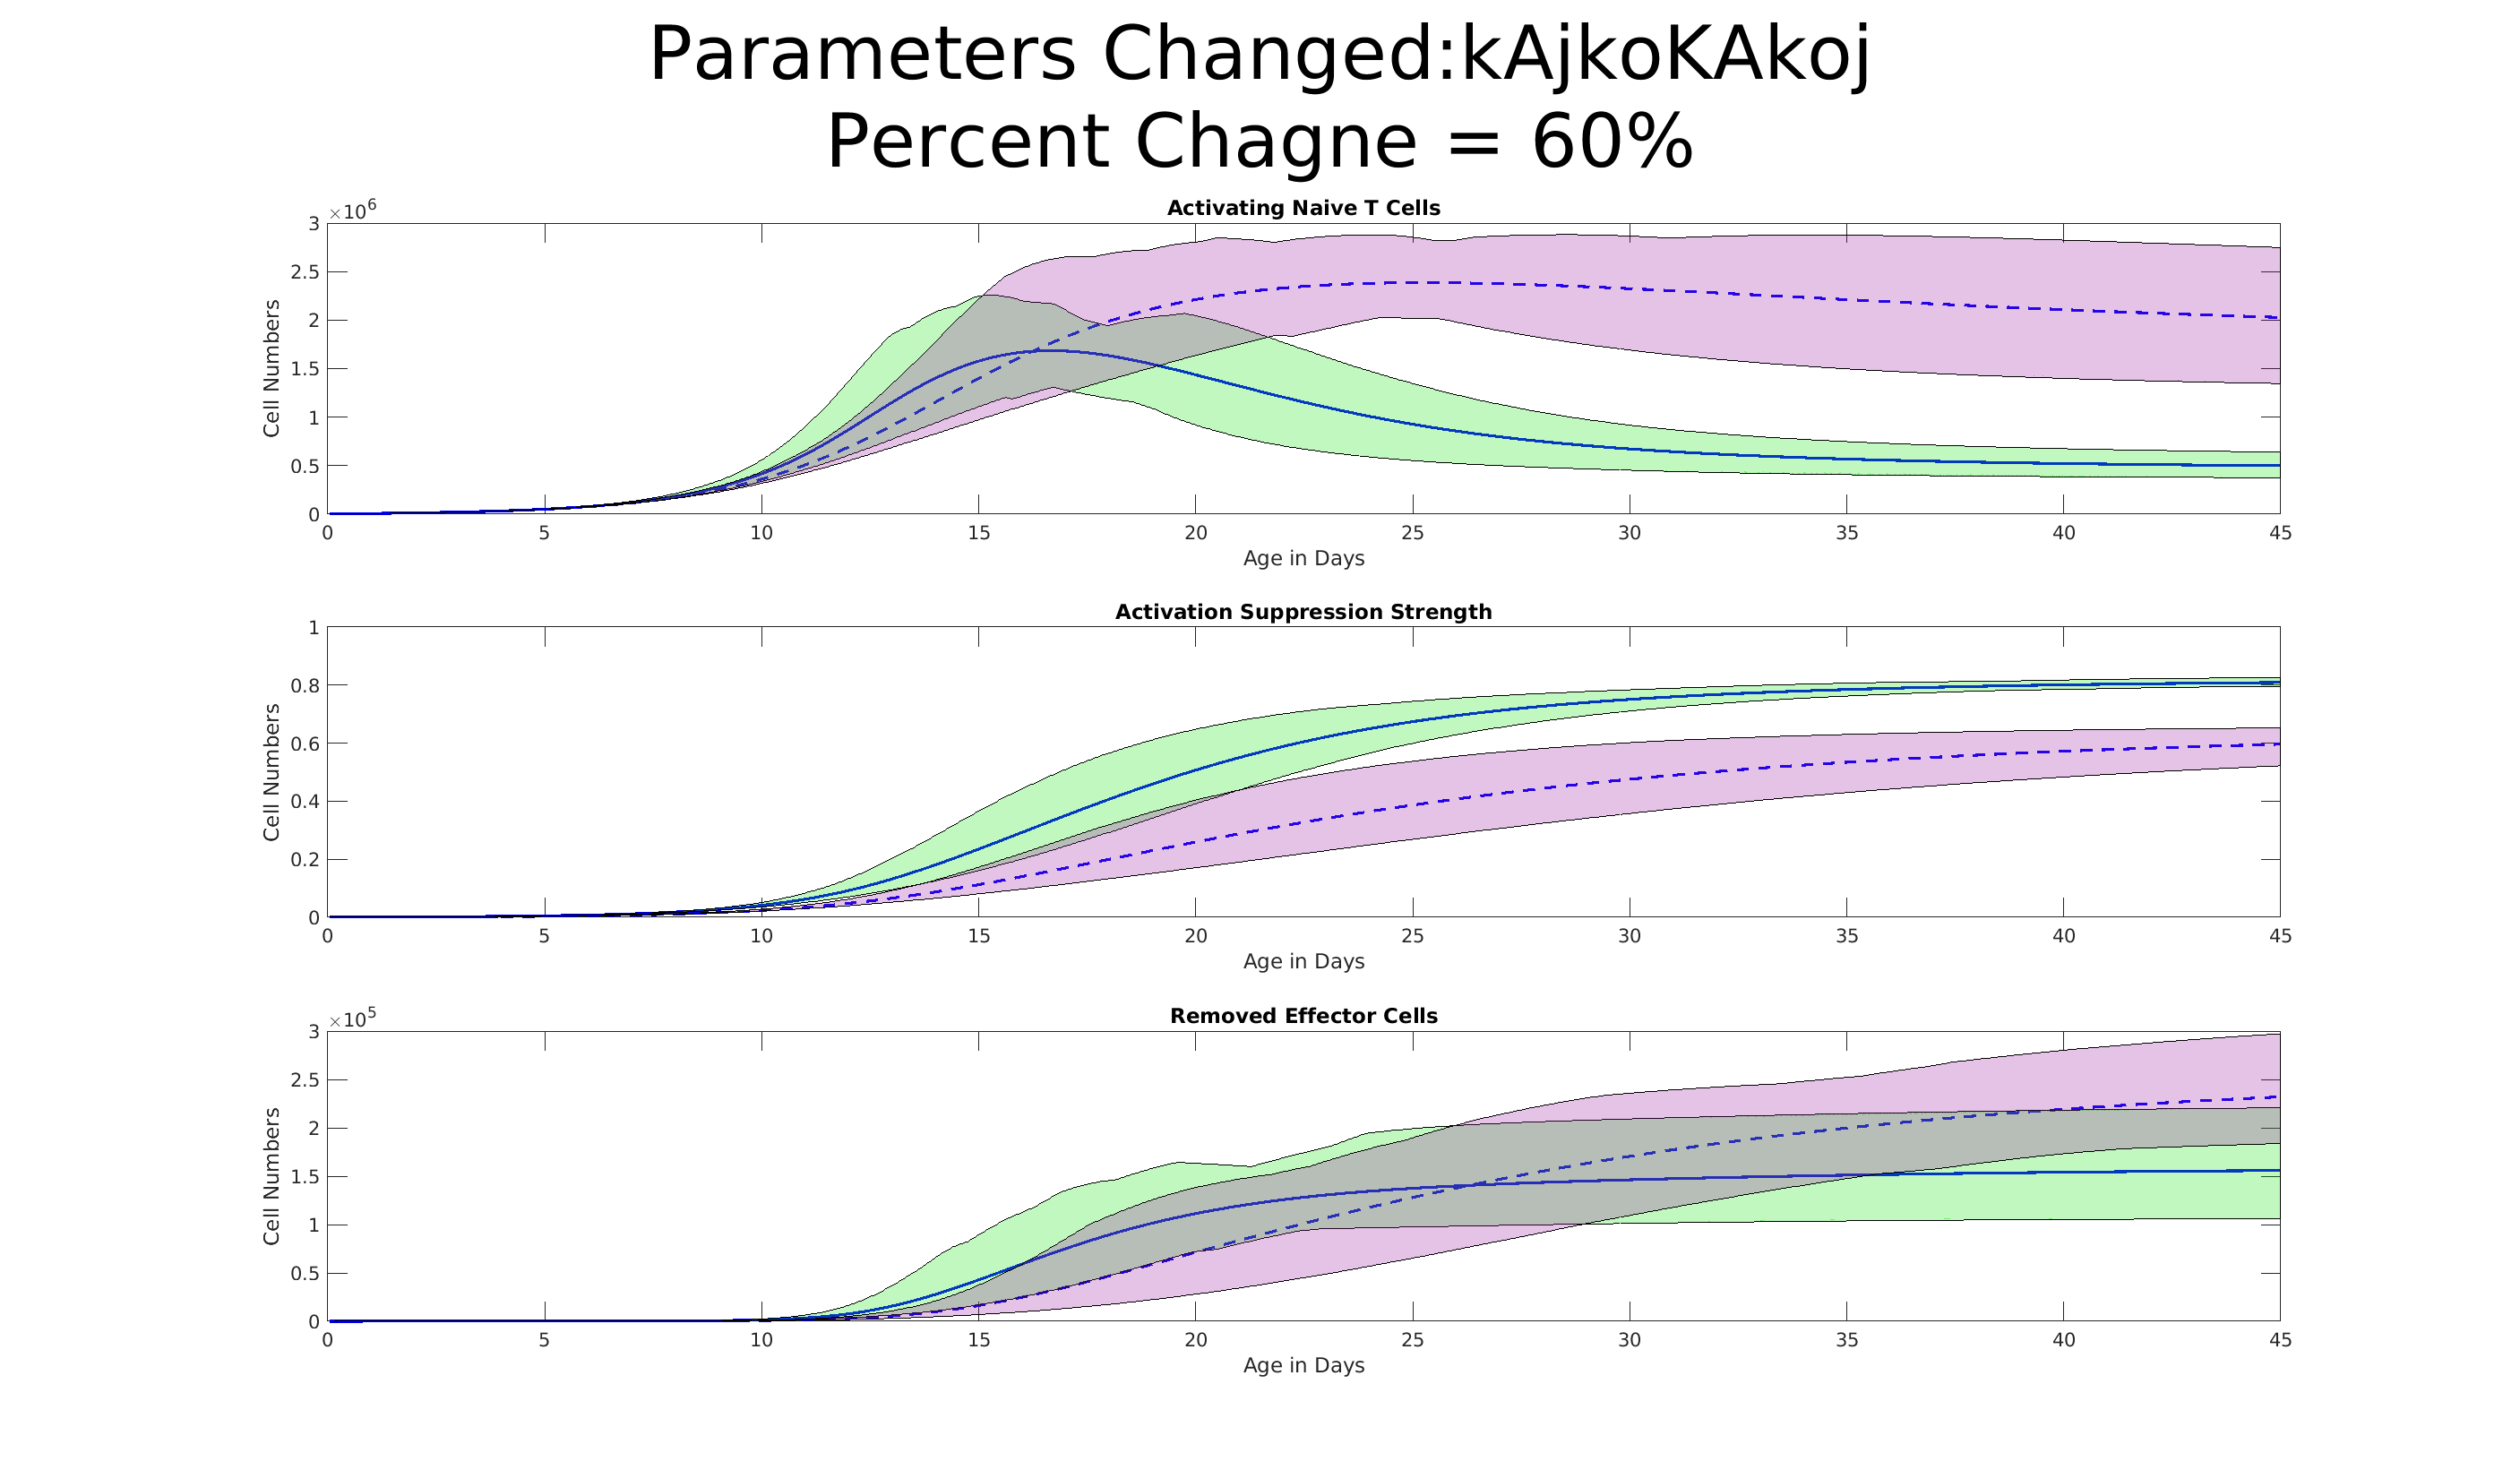 Parameters Changed:kAjkoKAkoj
Percent Chagne = 60%
×10^6
Activating Naive T Cells
3
2.5
2
1.5
1
0.5
0
Cell Numbers
0 5 10 15 20 25 30 35 40 45
Age in Days
Activation Suppression Strength
1
0.8
0.6
0.4
0.2
0
Cell Numbers
0 5 10 15 20 25 30 35 40 45
Age in Days
×10^5
Removed Effector Cells
3
2.5
2
1.5
1
0.5
0
Cell Numbers
0 5 10 15 20 25 30 35 40 45
Age in Days